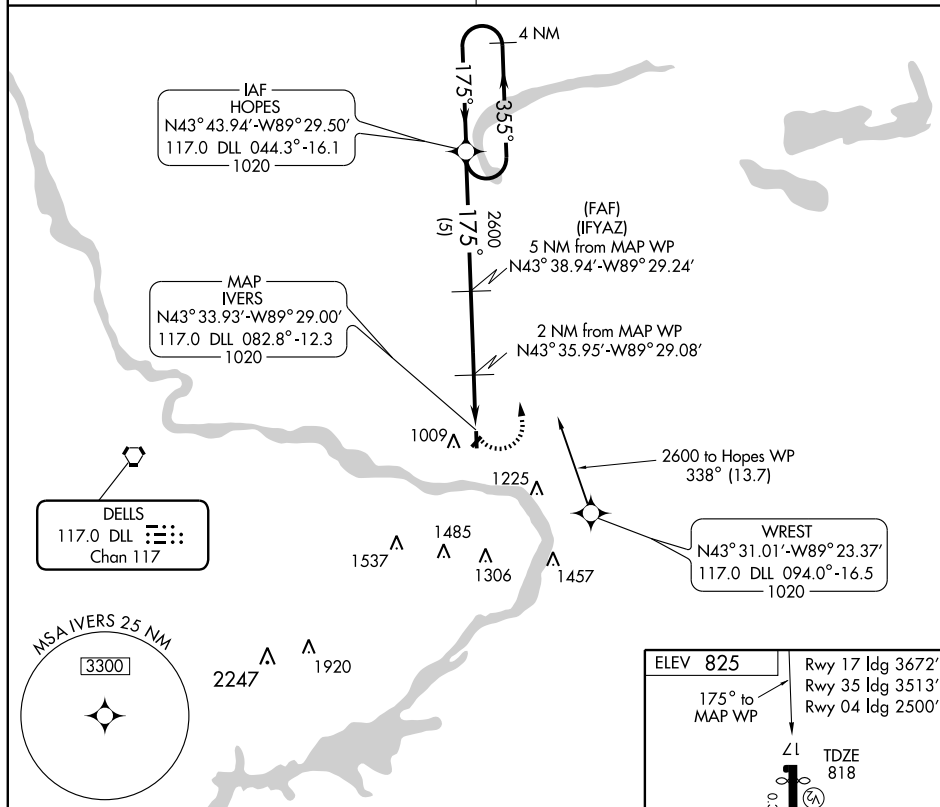 4 NM
175°
355°
IAF
HOPES
N43°43.94'-W89°29.50'
117.0 DLL 044.3°-16.1
1020
175°
2600
(5)
(FAF)
(IFYAZ)
5 NM from MAP WP
N43°38.94'-W89°29.24'
MAP
IVERS
N43°33.93'-W89°29.00'
117.0 DLL 082.8°-12.3
1020
2 NM from MAP WP
N43°35.95'-W89°29.08'
1009
2600 to Hopes WP
338° (13.7)
1225
DELLS
117.0 DLL
Chan 117
1537
1485
1306
1457
WREST
N43°31.01'-W89°23.37'
117.0 DLL 094.0°-16.5
1020
MSA IVERS 25 NM
3300
2247
1920
ELEV 825
Rwy 17 ldg 3672'
Rwy 35 ldg 3513'
Rwy 04 ldg 2500'
175° to
MAP WP
17
TDZE
818
V2